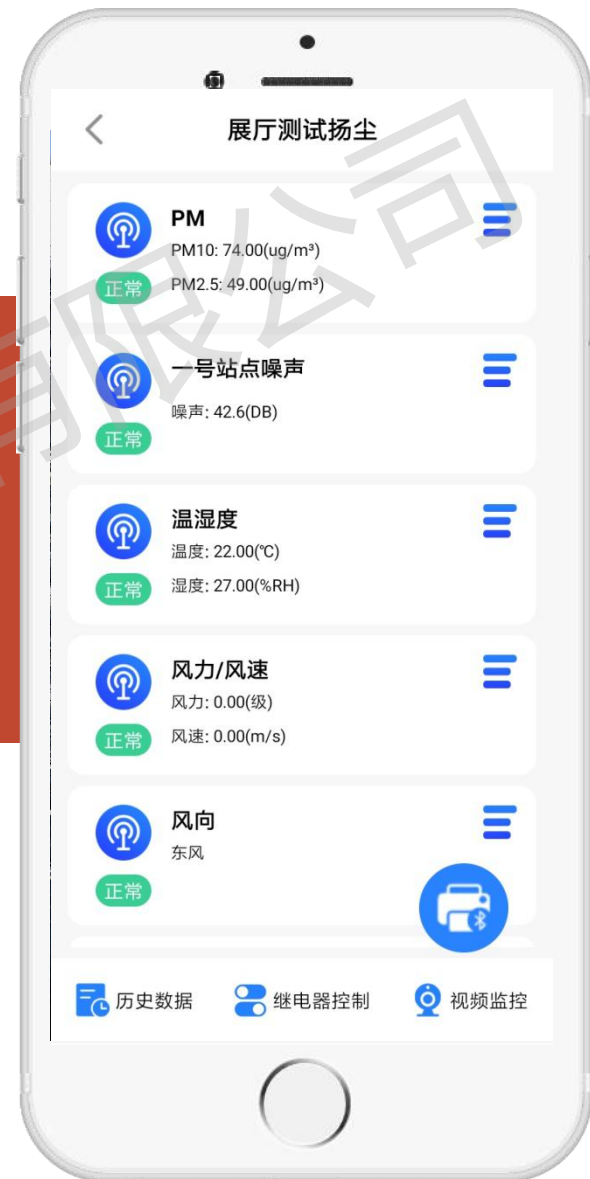 展厅测试扬尘
PM
PM10: 74.00(ug/m³)
正常
PM2.5: 49.00(ug/m³)
一号站点噪声
噪声: 42.6(DB)
正常
温湿度
温度: 22.00(℃)
正常
湿度: 27.00(%RH)
风力/风速
风力: 0.00(级)
正常
风速: 0.00(m/s)
风向
东风
正常
历史数据 继电器控制 视频监控
有限公司